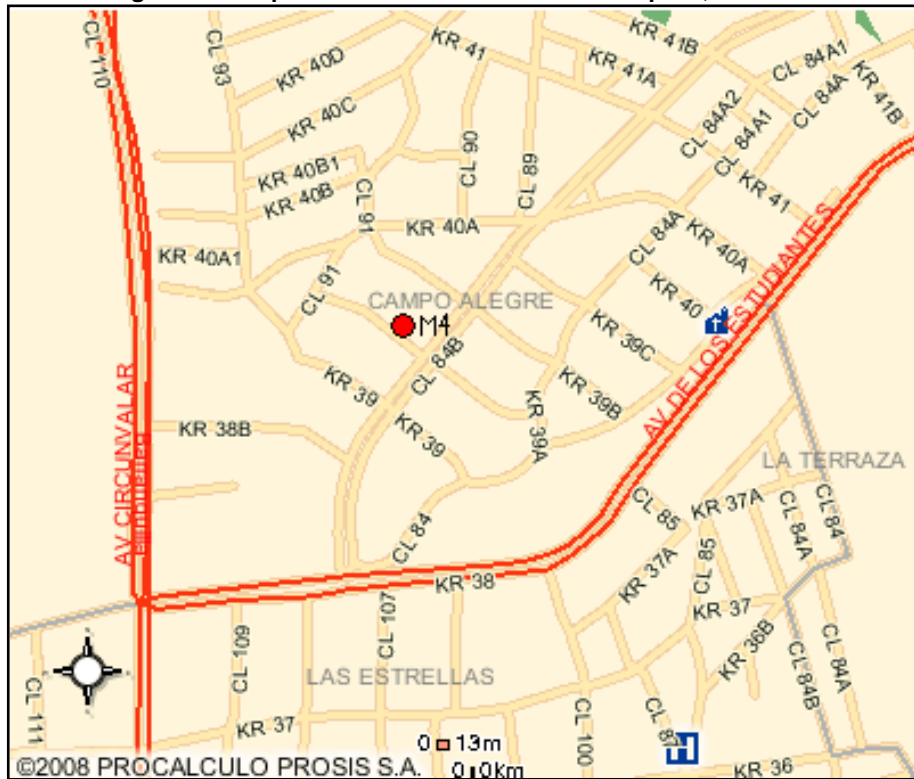 CL 110
CL 93
KR 40D
KR 41
KR 41B
KR 41A
CL 84A1
CL 84A
KR 41B
KR 40C
CL 90
CL 89
CL 84A2
CL 84A1
KR 40B1
KR 40B
CL 91
KR 40A
KR 41
KR 40A1
CL 91
CL 84A
KR 40A
CAMPO ALEGRE
KR 40
M4
CL 84B
KR 39C
AV. DE LOS ESTUDIANTES
KR 39
KR 39B
KR 39A
KR 38B
KR 39
AV CIRCUNVALAR
LA TERRAZA
CL 84
CL 85
KR 37A
CL 84
CL 84A
KR 37A
CL 85
KR 38
CL 109
CL 107
KR 37
KR 36B
CL 111
LAS ESTRELLAS
CL 84B
CL 84A
KR 37
CL 100
CL 87
H
KR 36
0 13m
0 0km
©2008 PROCALCULO PROSIS S.A.